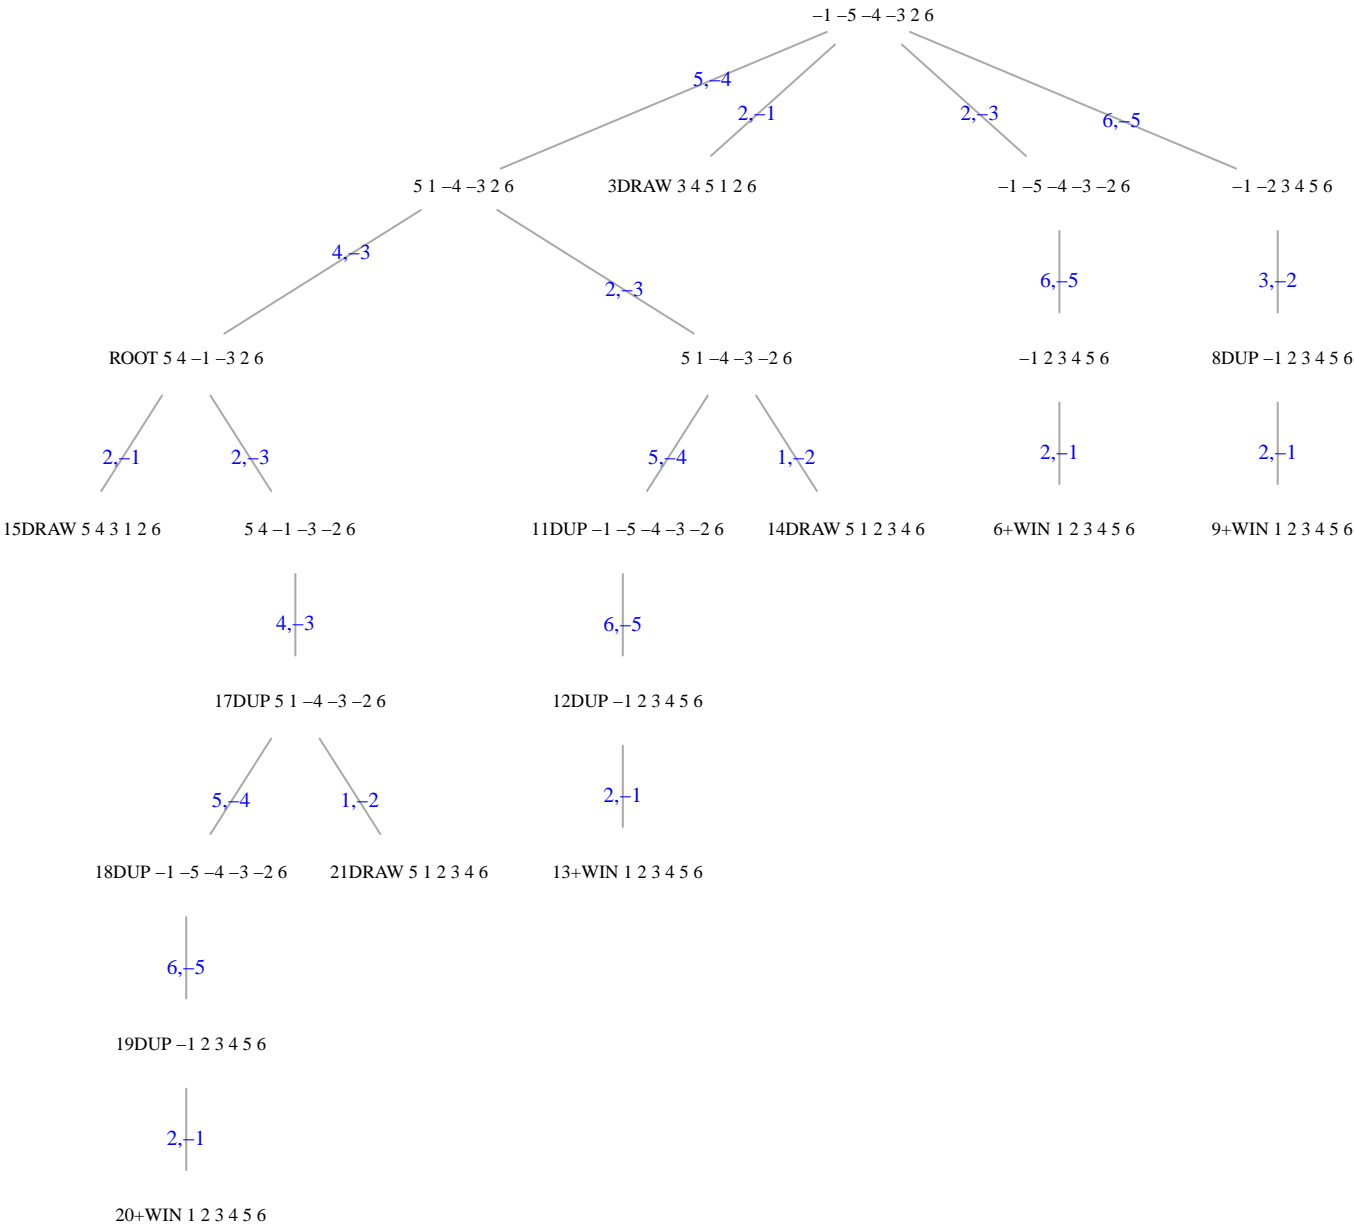 –1 –5 –4 –3 2 6
5,–4
2,–1
2,–3
6,–5
5 1 –4 –3 2 6
3DRAW 3 4 5 1 2 6
–1 –5 –4 –3 –2 6
–1 –2 3 4 5 6
4,–3
2,–3
6,–5
3,–2
ROOT 5 4 –1 –3 2 6
5 1 –4 –3 –2 6
–1 2 3 4 5 6
8DUP –1 2 3 4 5 6
2,–1
2,–3
5,–4
1,–2
2,–1
2,–1
15DRAW 5 4 3 1 2 6
5 4 –1 –3 –2 6
11DUP –1 –5 –4 –3 –2 6
14DRAW 5 1 2 3 4 6
6+WIN 1 2 3 4 5 6
9+WIN 1 2 3 4 5 6
4,–3
6,–5
17DUP 5 1 –4 –3 –2 6
12DUP –1 2 3 4 5 6
5,–4
1,–2
2,–1
18DUP –1 –5 –4 –3 –2 6
21DRAW 5 1 2 3 4 6
13+WIN 1 2 3 4 5 6
6,–5
19DUP –1 2 3 4 5 6
2,–1
20+WIN 1 2 3 4 5 6